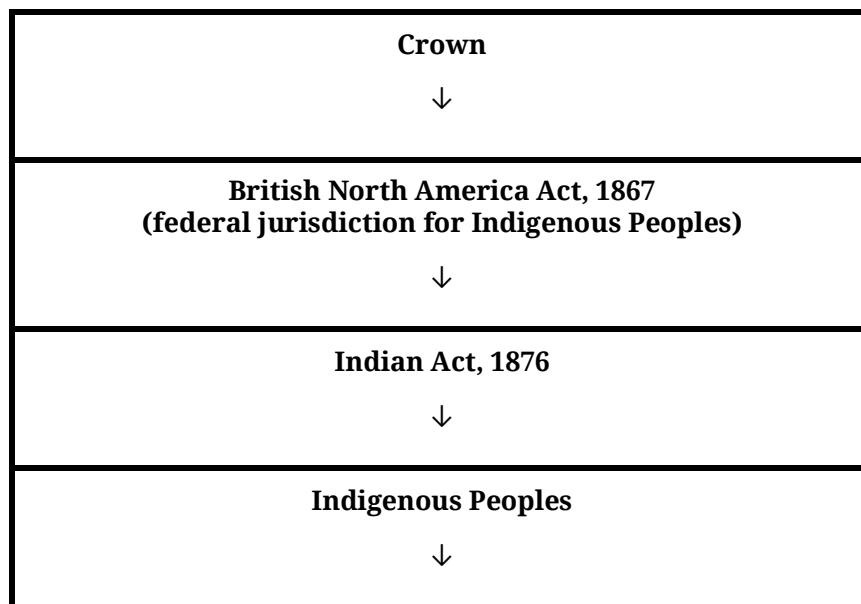 Crown
↓
British North America Act, 1867
(federal jurisdiction for Indigenous Peoples)
↓
Indian Act, 1876
↓
Indigenous Peoples
↓